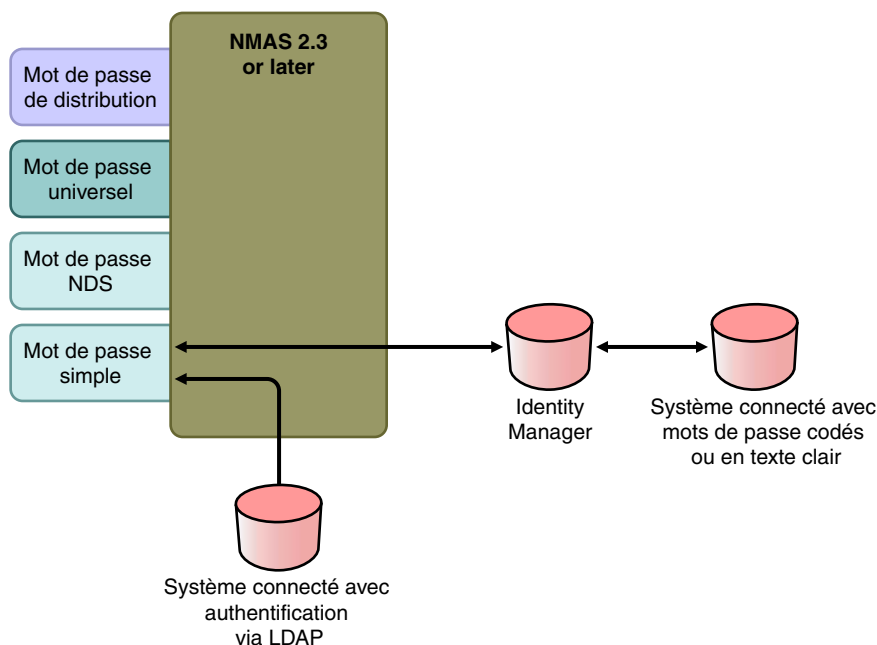 NMAS 2.3
or later
Mot de passe
de distribution
Mot de passe
universel
Mot de passe
NDS
Mot de passe
simple
Identity
Manager
Système connecté avec
mots de passe codés
ou en texte clair
Système connecté avec
authentification
via LDAP